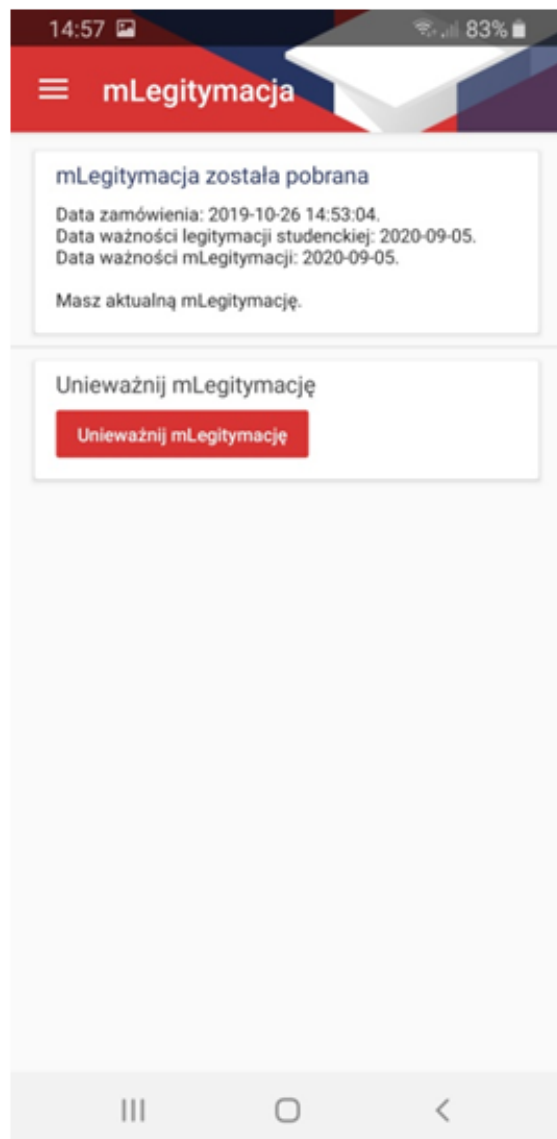 14:57 83%
mLegitymacja
mLegitymacja została pobrana
Data zamówienia: 2019-10-26 14:53:04.
Data ważności legitymacji studenckiej: 2020-09-05.
Data ważności mLegitymacji: 2020-09-05.
Masz aktualną mLegitymację.
Unieważnij mLegitymację
Unieważnij mLegitymację